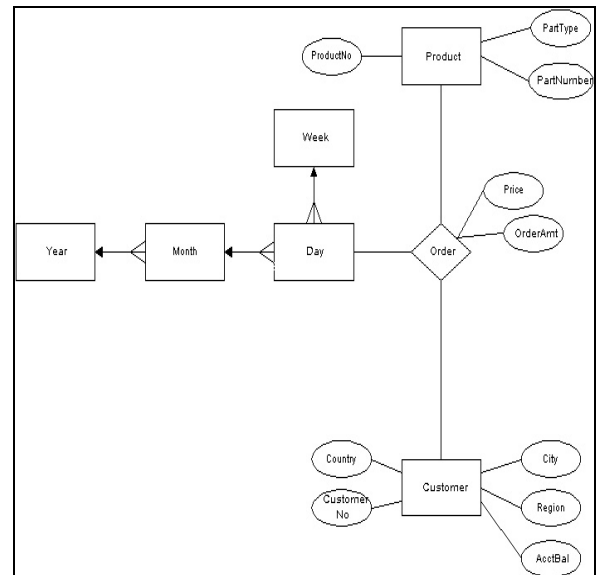 PartType
ProductNo
Product
PartNumber
Week
Price
Year
Month
Day
Order
OrderAmt
Country
City
Customer
Customer
No
Region
AcctBal